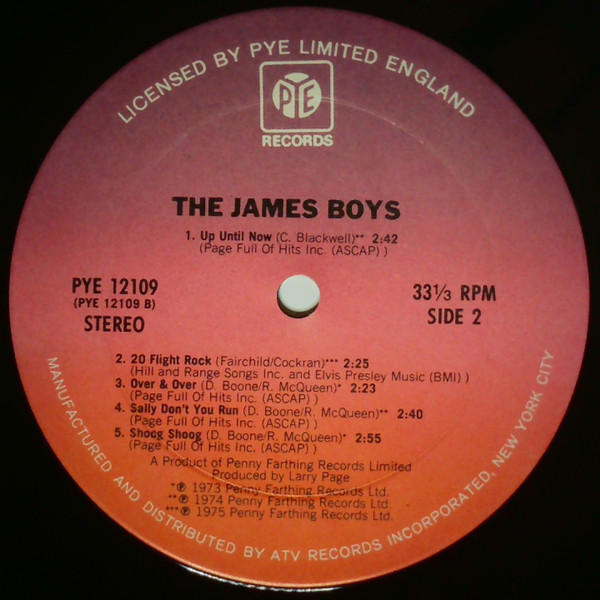 LICENSED BY PYE LIMITED ENGLAND
PYE
RECORDS
THE JAMES BOYS
1. Up Until Now (C. Blackwell)** 2:42
(Page Full Of Hits Inc. (ASCAP) )
PYE 12109
(PYE 12109 B)
STEREO
33⅓ RPM
SIDE 2
2. 20 Flight Rock (Fairchild/Cockran)*** 2:25
(Hill and Range Songs Inc. and Elvis Presley Music (BMI) )
3. Over & Over (D. Boone/R. McQueen)* 2:23
(Page Full Of Hits Inc. (ASCAP) )
4. Sally Don't You Run (D. Boone/R. McQueen)** 2:40
(Page Full Of Hits Inc. (ASCAP) )
5. Shoog Shoog (D. Boone/R. McQueen)* 2:55
(Page Full Of Hits Inc. (ASCAP) )
A Product of Penny Farthing Records Limited
Produced by Larry Page
*℗ 1973 Penny Farthing Records Ltd.
**℗ 1974 Penny Farthing Records Ltd.
***℗ 1975 Penny Farthing Records Ltd.
MANUFACTURED AND DISTRIBUTED BY ATV RECORDS INCORPORATED, NEW YORK CITY